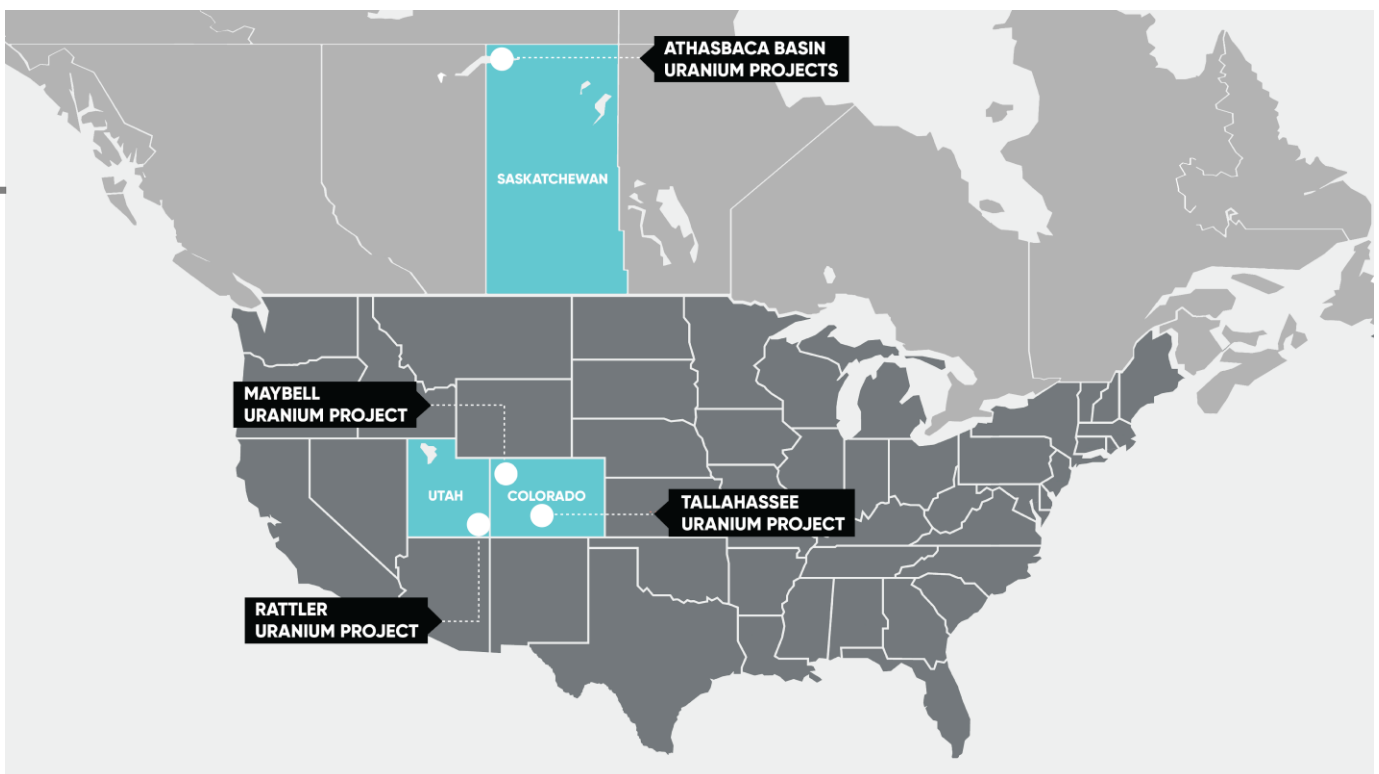 ATHASBACA BASIN
URANIUM PROJECTS
SASKATCHEWAN
MAYBELL
URANIUM PROJECT
UTAH
COLORADO
TALLAHASSEE
URANIUM PROJECT
RATTLER
URANIUM PROJECT